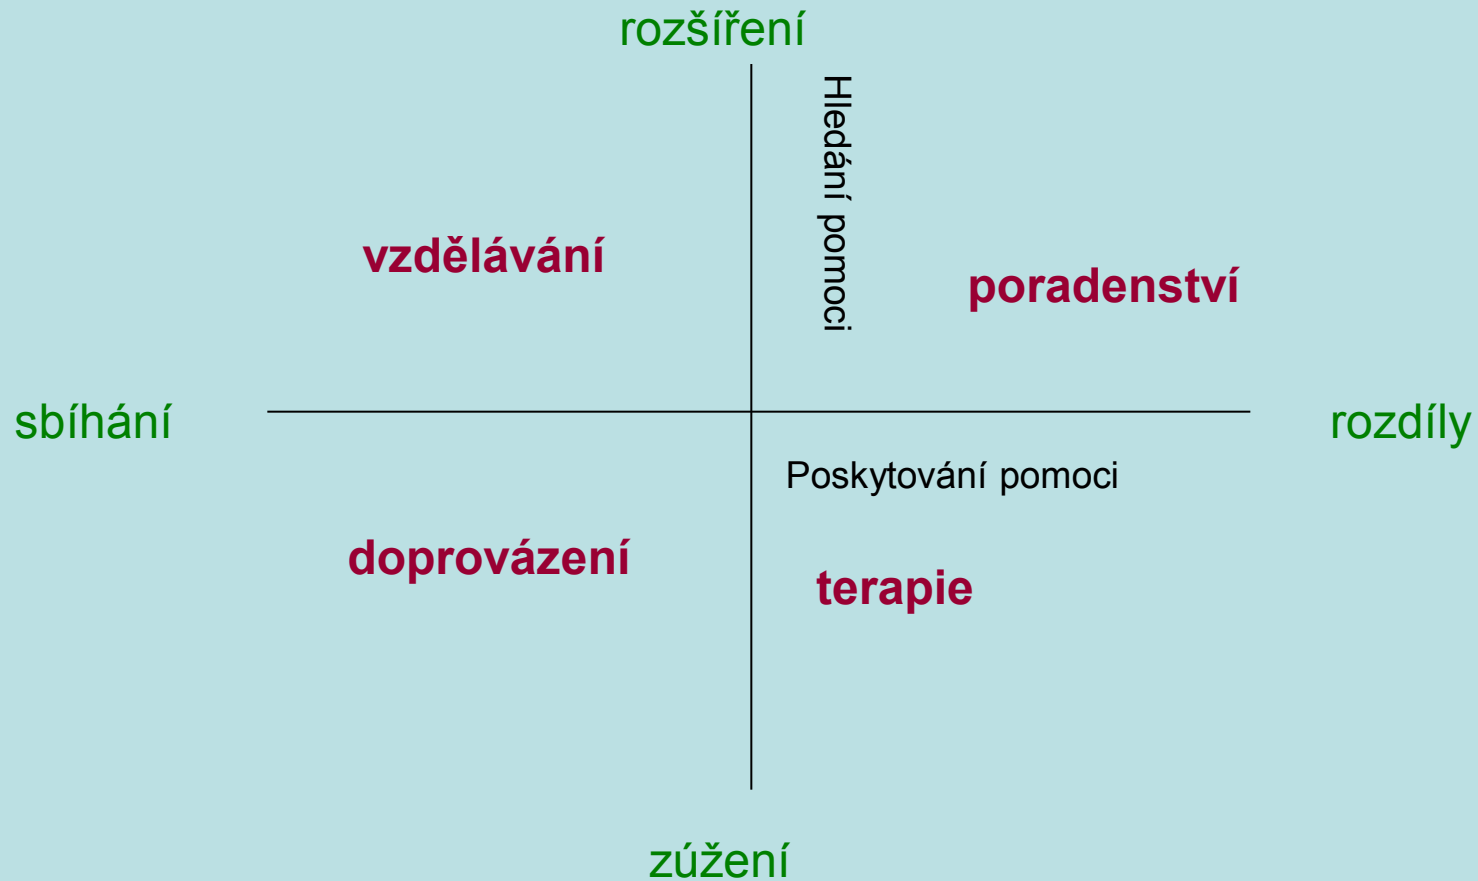 rozšíření
Hledání pomoci
vzdělávání
poradenství
sbíhání
rozdíly
Poskytování pomoci
doprovázení
terapie
zúžení